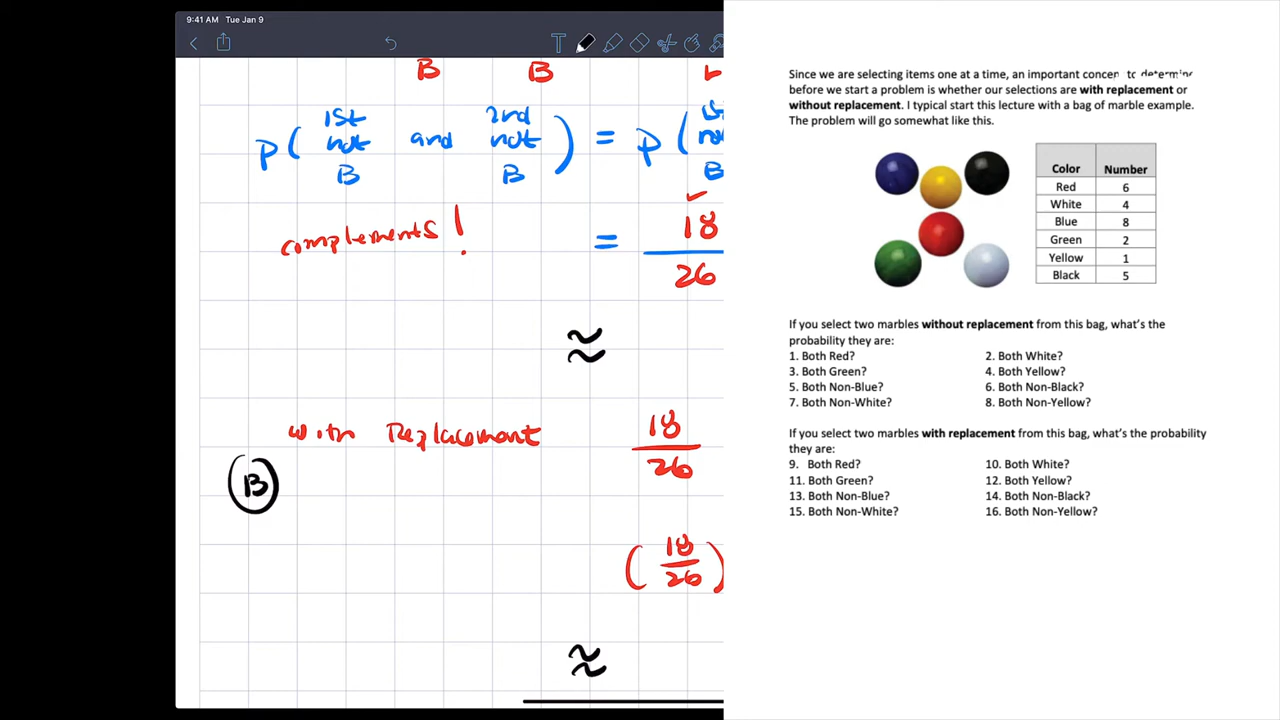 9:41 AM Tue Jan 9
T
B B
P( 1st not B and 2nd not B ) = P(
complements! = 18/26
≈
with Replacement 18/26
B
(18/26)
≈
Since we are selecting items one at a time, an important concep to determine
before we start a problem is whether our selections are with replacement or
without replacement. I typical start this lecture with a bag of marble example.
The problem will go somewhat like this.
Color Number
Red 6
White 4
Blue 8
Green 2
Yellow 1
Black 5
If you select two marbles without replacement from this bag, what's the
probability they are:
1. Both Red? 2. Both White?
3. Both Green? 4. Both Yellow?
5. Both Non-Blue? 6. Both Non-Black?
7. Both Non-White? 8. Both Non-Yellow?
If you select two marbles with replacement from this bag, what's the probability
they are:
9. Both Red? 10. Both White?
11. Both Green? 12. Both Yellow?
13. Both Non-Blue? 14. Both Non-Black?
15. Both Non-White? 16. Both Non-Yellow?